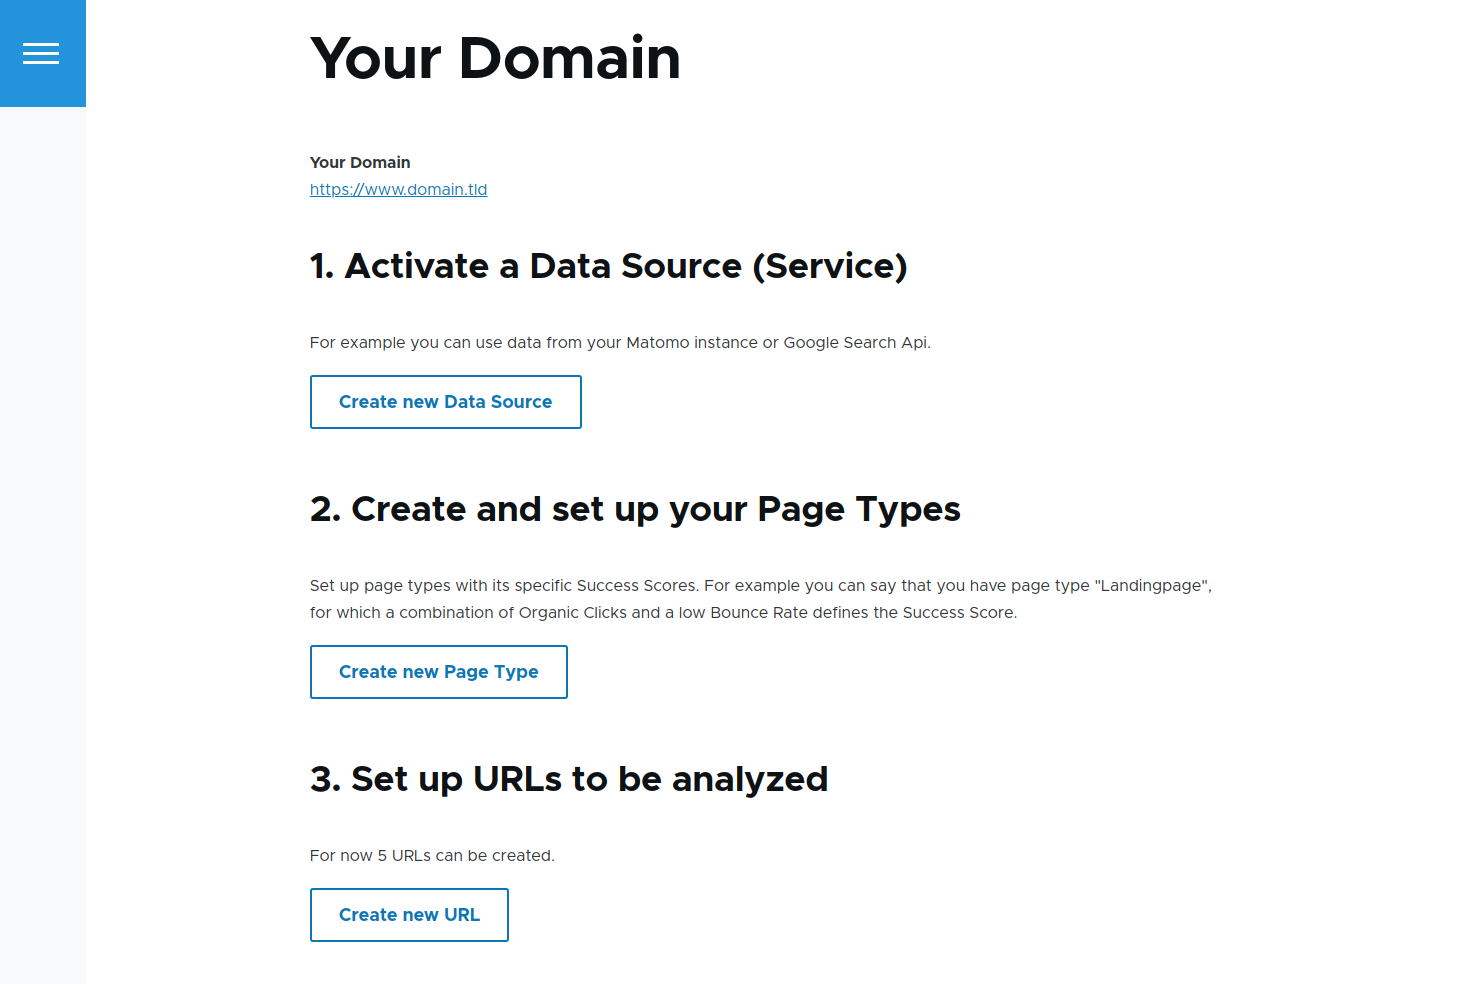 Your Domain
Your Domain
https://www.domain.tld
1. Activate a Data Source (Service)
For example you can use data from your Matomo instance or Google Search Api.
Create new Data Source
2. Create and set up your Page Types
Set up page types with its specific Success Scores. For example you can say that you have page type "Landingpage",
for which a combination of Organic Clicks and a low Bounce Rate defines the Success Score.
Create new Page Type
3. Set up URLs to be analyzed
For now 5 URLs can be created.
Create new URL